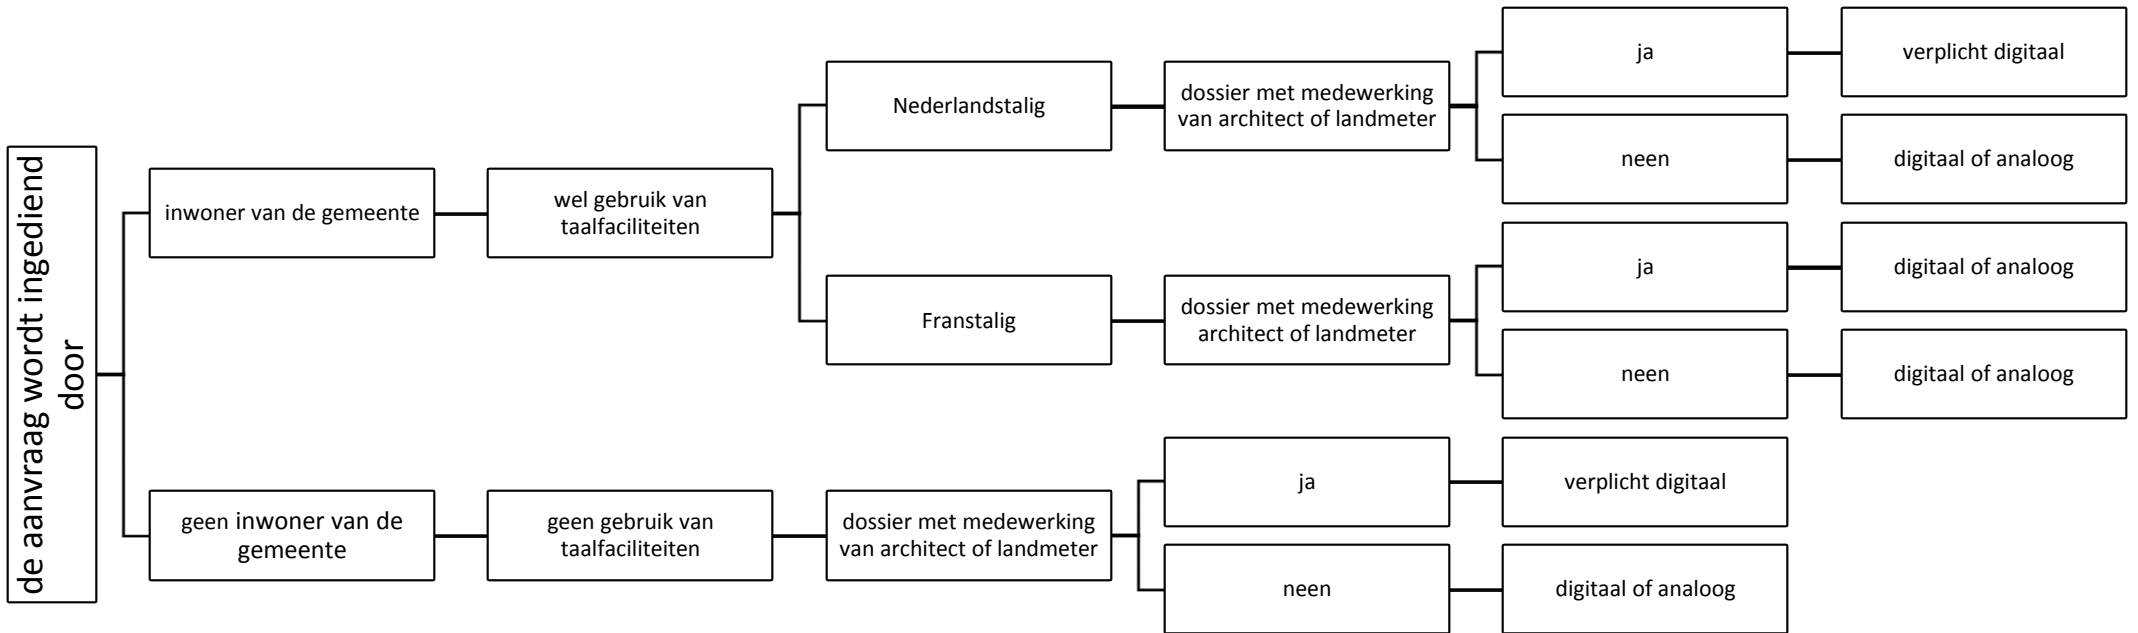 de aanvraag wordt ingediend
door
inwoner van de gemeente
wel gebruik van
taalfaciliteiten
Nederlandstalig
dossier met medewerking
van architect of landmeter
ja
verplicht digitaal
neen
digitaal of analoog
Franstalig
dossier met medewerking
architect of landmeter
ja
digitaal of analoog
neen
digitaal of analoog
geen inwoner van de
gemeente
geen gebruik van
taalfaciliteiten
dossier met medewerking
van architect of landmeter
ja
verplicht digitaal
neen
digitaal of analoog